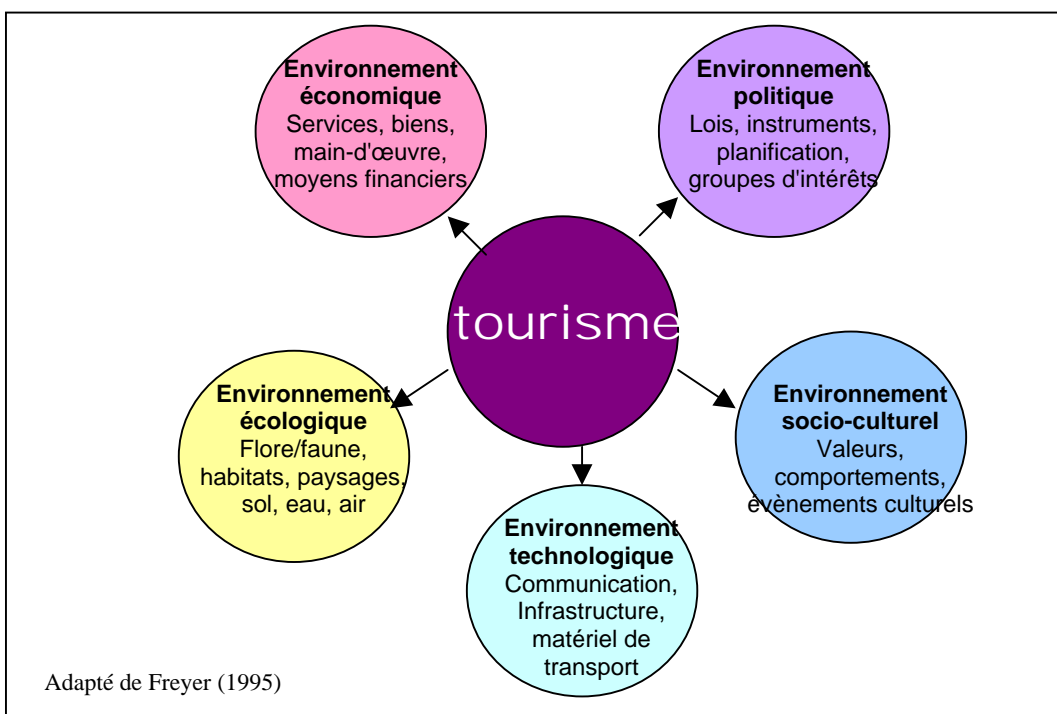 Environnement
économique
Services, biens,
main-d'œuvre,
moyens financiers
Environnement
politique
Lois, instruments,
planification,
groupes d'intérêts
tourisme
Environnement
écologique
Flore/faune,
habitats, paysages,
sol, eau, air
Environnement
socio-culturel
Valeurs,
comportements,
évènements culturels
Environnement
technologique
Communication,
Infrastructure,
matériel de
transport
Adapté de Freyer (1995)